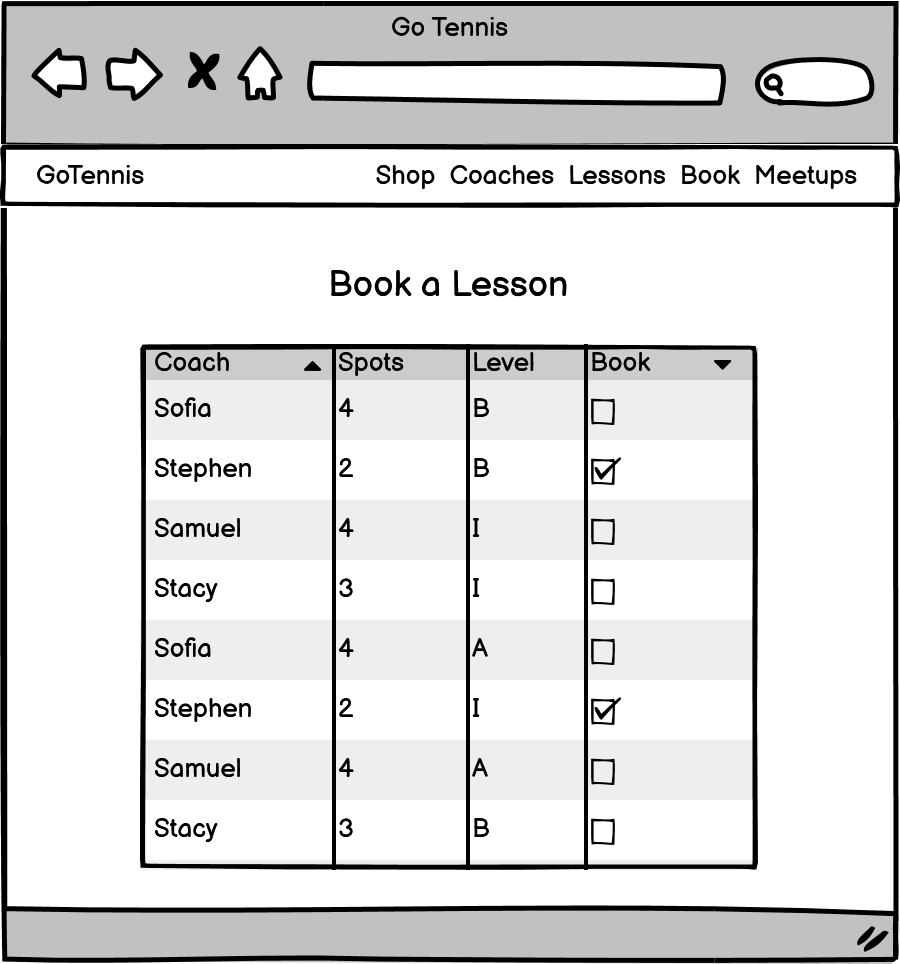 Go Tennis
GoTennis Shop Coaches Lessons Book Meetups
Book a Lesson
Coach Spots Level Book
Sofia 4 B
Stephen 2 B
Samuel 4 I
Stacy 3 I
Sofia 4 A
Stephen 2 I
Samuel 4 A
Stacy 3 B